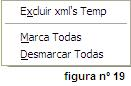 Excluir xml's Temp
Marca Todas
Desmarcar Todas
figura nº 19